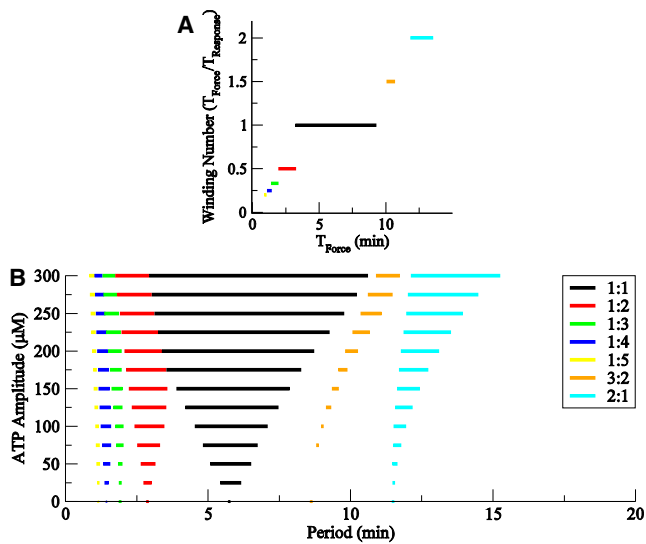 A
Winding Number (T_Force/T_Response)
2
1.5
1
0.5
0
0 5 10
T_Force (min)
B
ATP Amplitude (μM)
300
250
200
150
100
50
0
0 5 10 15 20
Period (min)
1:1
1:2
1:3
1:4
1:5
3:2
2:1